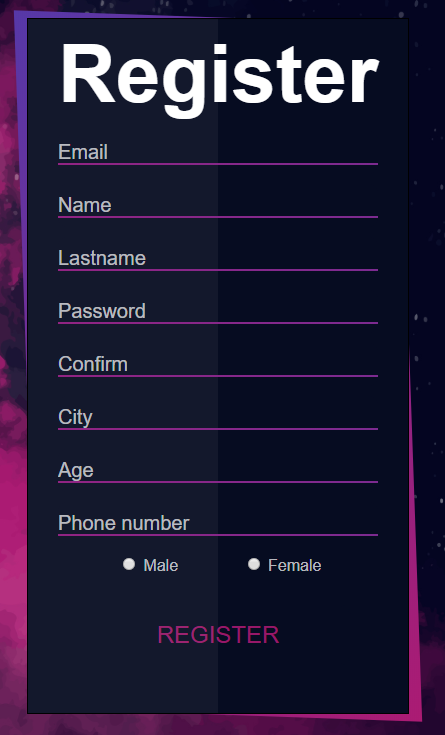 Register
Email
Name
Lastname
Password
Confirm
City
Age
Phone number
Male Female
REGISTER